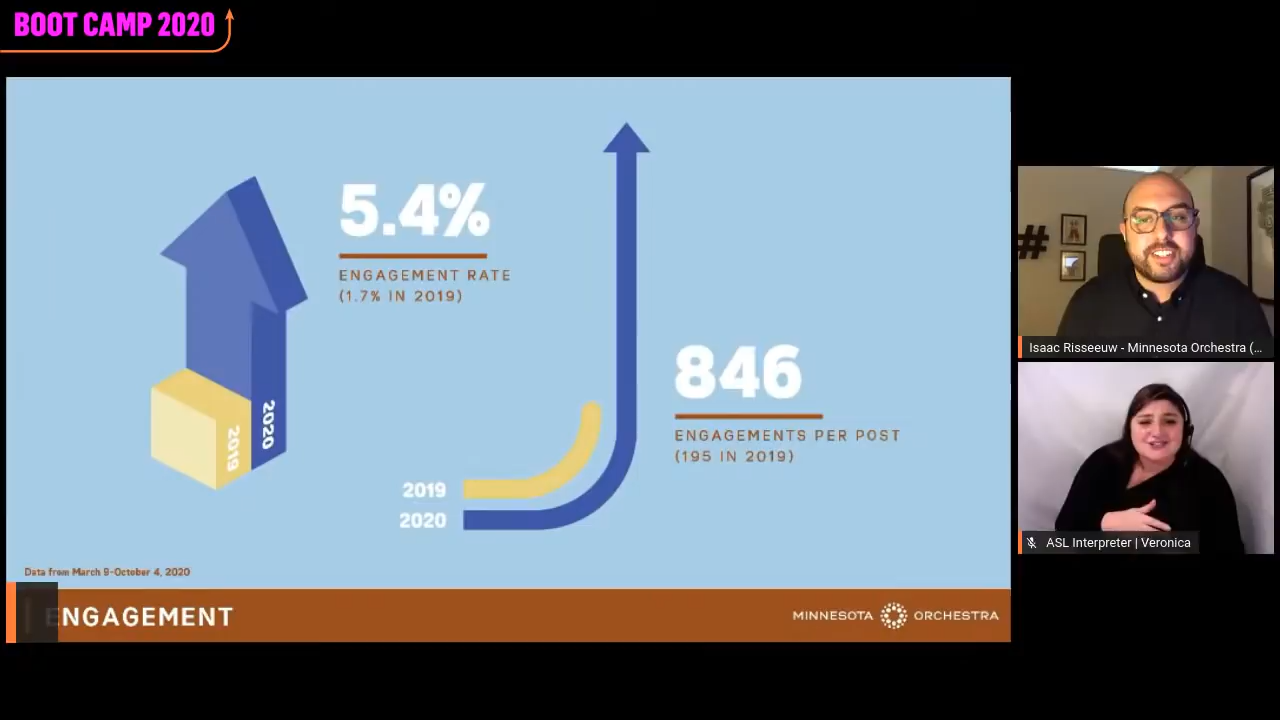 BOOT CAMP 2020
5.4%
ENGAGEMENT RATE
(1.7% IN 2019)
2019
2020
846
ENGAGEMENTS PER POST
(195 IN 2019)
2019
2020
Data from March 9-October 4, 2020
ENGAGEMENT
MINNESOTA ORCHESTRA
#
Isaac Risseeuw - Minnesota Orchestra (...
ASL Interpreter | Veronica